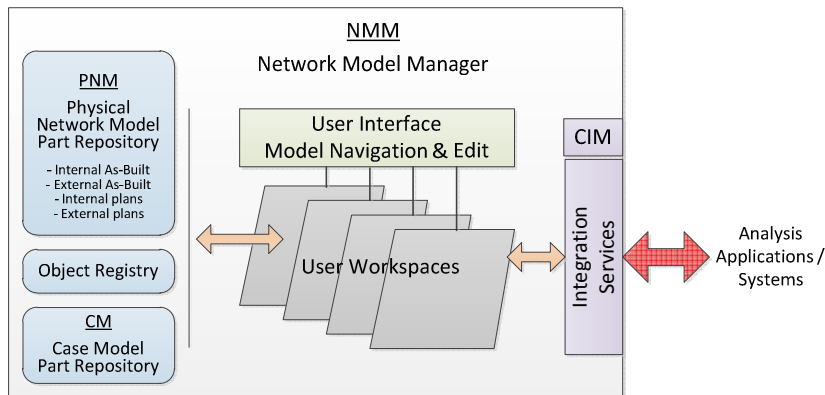 NMM
Network Model Manager
PNM
Physical
Network Model
Part Repository
- Internal As-Built
- External As-Built
- Internal plans
- External plans
Object Registry
CM
Case Model
Part Repository
User Interface
Model Navigation & Edit
User Workspaces
CIM
Integration
Services
Analysis
Applications /
Systems